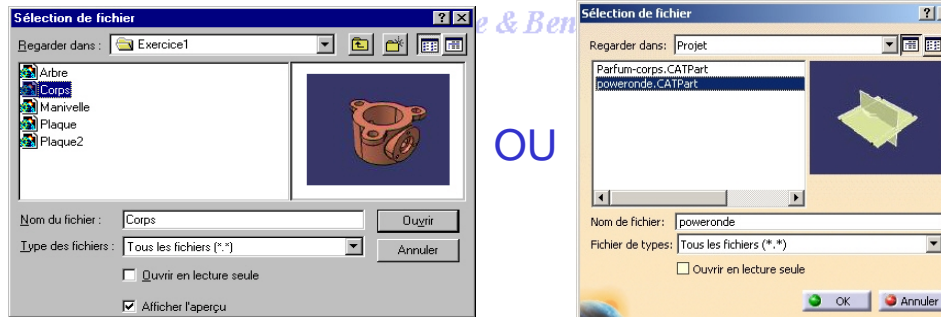 Sélection de fichier
Regarder dans : Exercice1
Arbre
Corps
Manivelle
Plaque
Plaque2
Nom du fichier : Corps
Ouvrir
Type des fichiers : Tous les fichiers (*.*)
Annuler
Ouvrir en lecture seule
Afficher l'aperçu
e & Ben
OU
Sélection de fichier
Regarder dans: Projet
Parfum-corps.CATPart
poweronde.CATPart
Nom de fichier: poweronde
Fichier de types: Tous les fichiers (*.*)
Ouvrir en lecture seule
OK Annuler